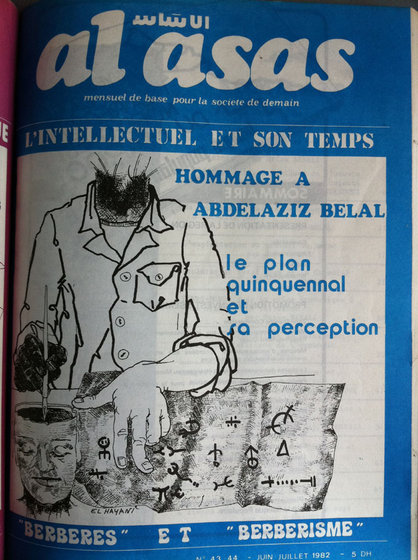 الأساس
al asas
mensuel de base pour la societe de demain
L'INTELLECTUEL ET SON TEMPS
HOMMAGE A
ABDELAZIZ BELAL
le plan
quinquennal
et
sa perception
EL HAYANI
"BERBERES" ET "BERBERISME"
N° 43.44 - JUIN JUILLET 1982 - 5 DH